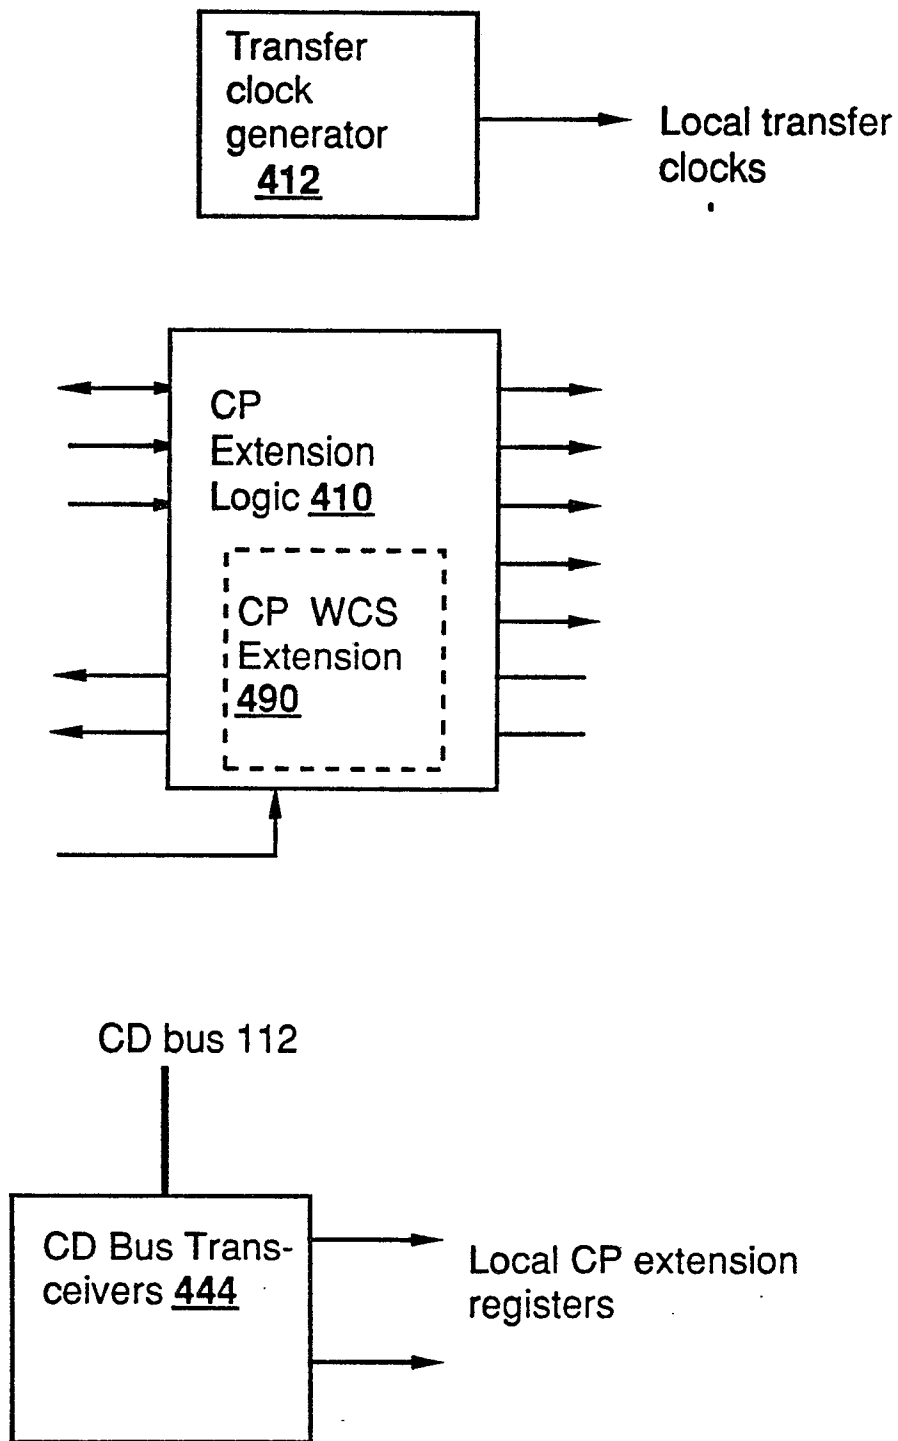 Transfer
clock
generator
412
Local transfer
clocks
CP
Extension
Logic 410
CP WCS
Extension
490
CD bus 112
CD Bus Trans-
ceivers 444
Local CP extension
registers